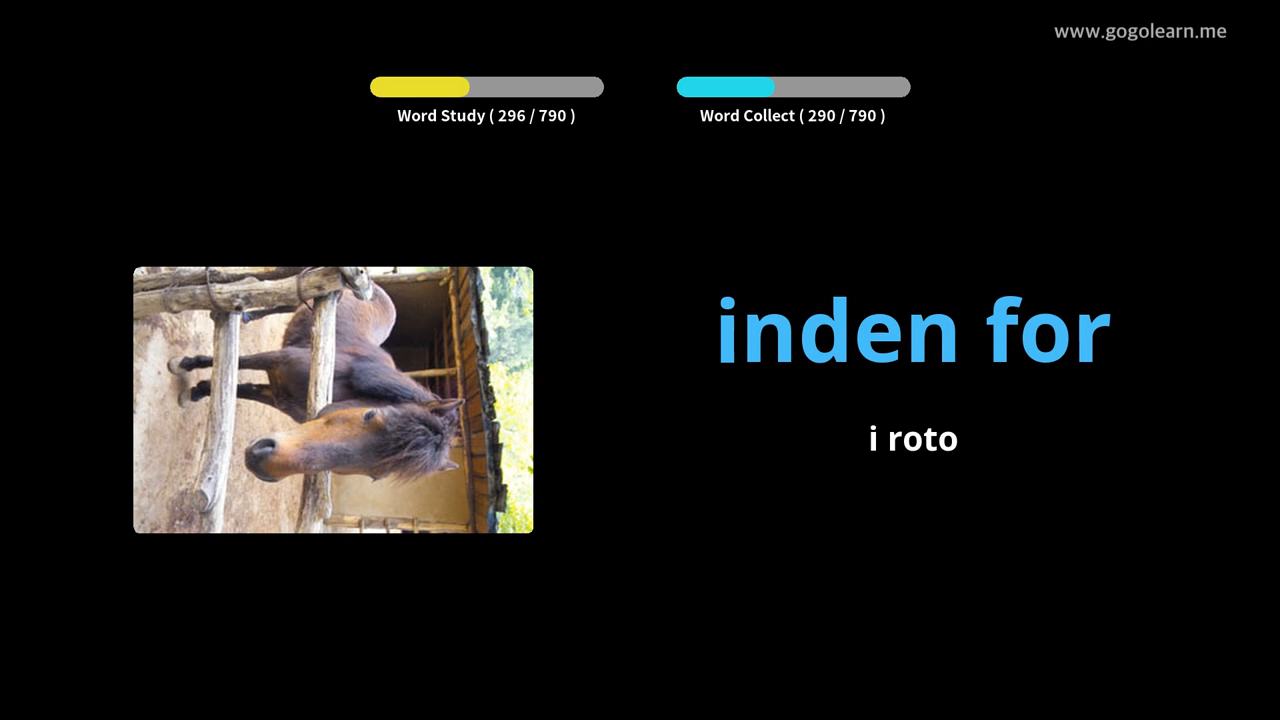 www.gogolearn.me
Word Study ( 296 / 790 )
Word Collect ( 290 / 790 )
inden for
i roto